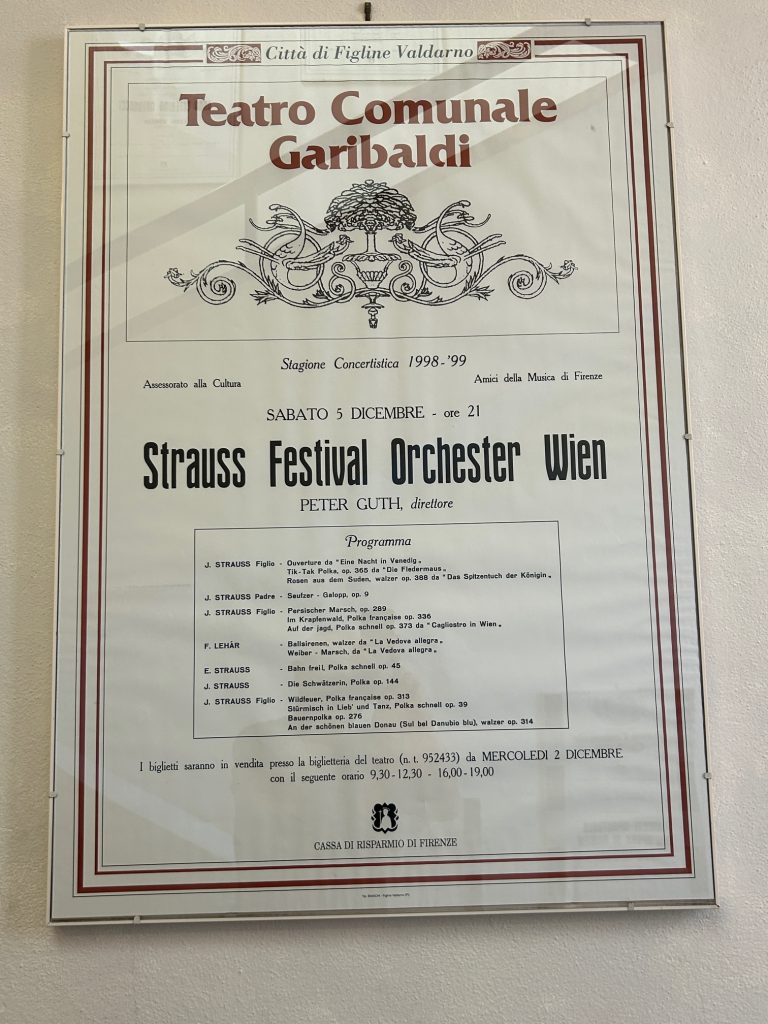 Città di Figline Valdarno
Teatro Comunale
Garibaldi
Stagione Concertistica 1998-'99
Assessorato alla Cultura
Amici della Musica di Firenze
SABATO 5 DICEMBRE - ore 21
Strauss Festival Orchester Wien
PETER GUTH, direttore
Programma
J. STRAUSS Figlio - Ouverture da "Eine Nacht in Venedig„
Tik-Tak Polka, op. 365 da "Die Fledermaus„
Rosen aus dem Suden, walzer op. 388 da "Das Spitzentuch der Königin„
J. STRAUSS Padre - Seufzer - Galopp, op. 9
J. STRAUSS Figlio - Persischer Marsch, op. 289
Im Krapfenwald, Polka française op. 336
Auf der jagd, Polka schnell op. 373 da "Cagliostro in Wien„
F. LEHÁR - Ballsirenen, walzer da "La Vedova allegra„
Weiber - Marsch, da "La Vedova allegra„
E. STRAUSS - Bahn frei!, Polka schnell op. 45
J. STRAUSS - Die Schwätzerin, Polka op. 144
J. STRAUSS Figlio - Wildfeuer, Polka française op. 313
Stürmisch in Lieb' und Tanz, Polka schnell op. 39
Bauernpolka op. 276
An der schönen blauen Donau (Sul bel Danubio blu), walzer op. 314
I biglietti saranno in vendita presso la biglietteria del teatro (n. t. 952433) da MERCOLEDI 2 DICEMBRE
con il seguente orario 9,30-12,30 - 16,00-19,00
CASSA DI RISPARMIO DI FIRENZE